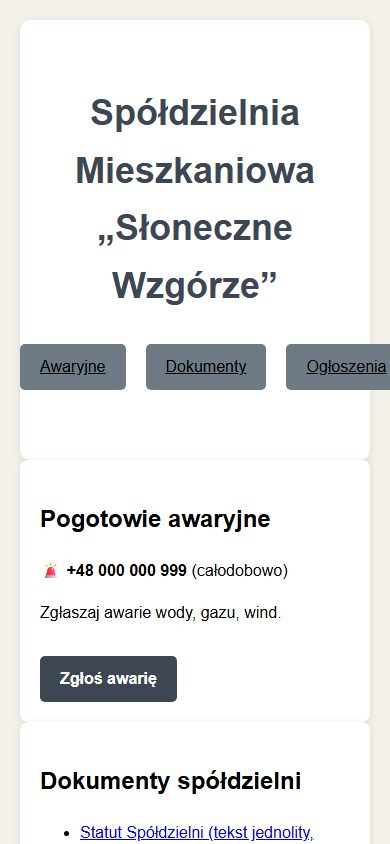 Spółdzielnia
Mieszkaniowa
„Słoneczne
Wzgórze”
Awaryjne Dokumenty Ogłoszenia
Pogotowie awaryjne
🚨 +48 000 000 999 (całodobowo)
Zgłaszaj awarie wody, gazu, wind.
Zgłoś awarię
Dokumenty spółdzielni
• Statut Spółdzielni (tekst jednolity,